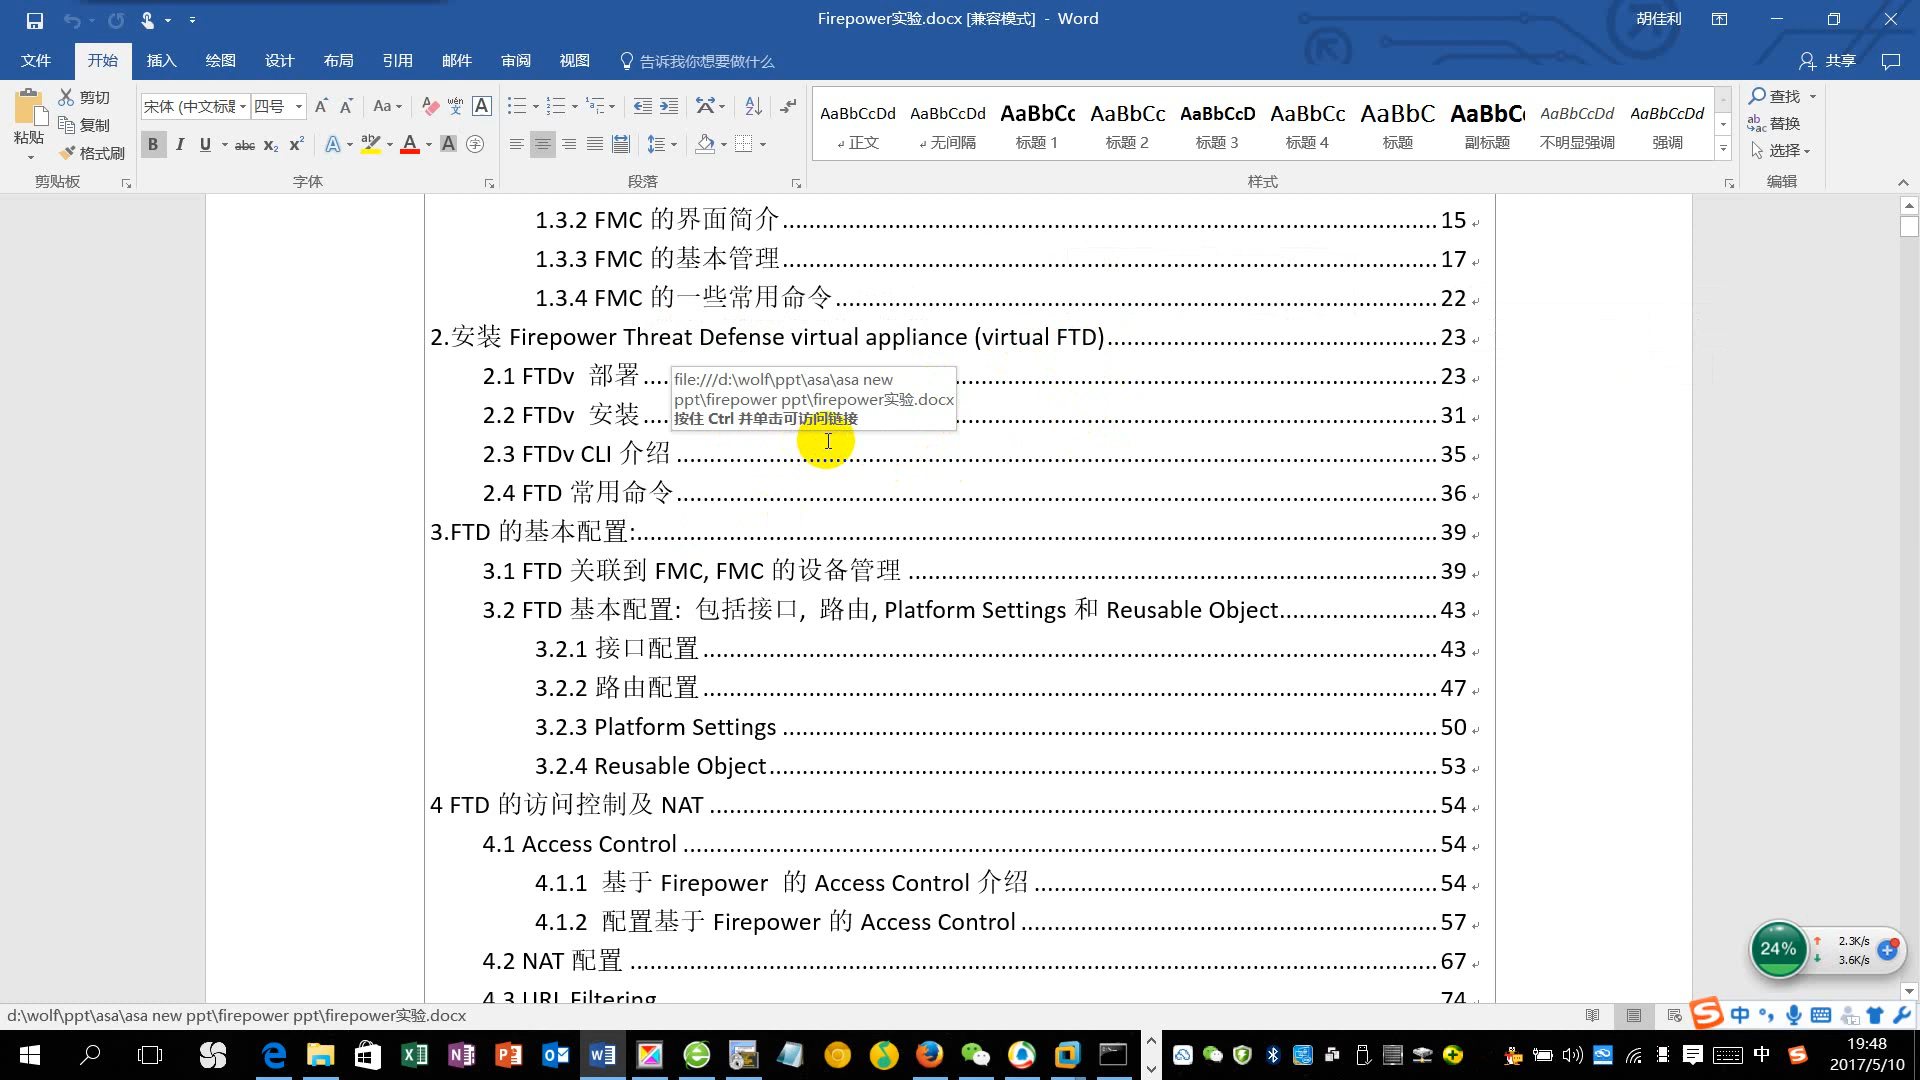 Firepower实验.docx [兼容模式] - Word
胡佳利
文件 开始 插入 绘图 设计 布局 引用 邮件 审阅 视图 告诉我你想要做什么 共享
粘贴 剪切 复制 格式刷
宋体 (中文标 四号
剪贴板 字体 段落 样式 编辑
AaBbCcDd AaBbCcDd AaBbCc AaBbCc AaBbCcD AaBbCc AaBbC AaBbC AaBbCcDd AaBbCcDd
正文 无间隔 标题 1 标题 2 标题 3 标题 4 标题 副标题 不明显强调 强调
查找
替换
选择
1.3.2 FMC 的界面简介 15
1.3.3 FMC 的基本管理 17
1.3.4 FMC 的一些常用命令 22
2.安装 Firepower Threat Defense virtual appliance (virtual FTD) 23
2.1 FTDv 部署 23
file:///d:\wolf\ppt\asa\asa new
ppt\firepower ppt\firepower实验.docx
按住 Ctrl 并单击可访问链接
2.2 FTDv 安装 31
2.3 FTDv CLI 介绍 35
2.4 FTD 常用命令 36
3.FTD 的基本配置: 39
3.1 FTD 关联到 FMC, FMC 的设备管理 39
3.2 FTD 基本配置: 包括接口, 路由, Platform Settings 和 Reusable Object 43
3.2.1 接口配置 43
3.2.2 路由配置 47
3.2.3 Platform Settings 50
3.2.4 Reusable Object 53
4 FTD 的访问控制及 NAT 54
4.1 Access Control 54
4.1.1 基于 Firepower 的 Access Control 介绍 54
4.1.2 配置基于 Firepower 的 Access Control 57
4.2 NAT 配置 67
4.3 URL Filtering 74
24% 2.3K/s
3.6K/s
d:\wolf\ppt\asa\asa new ppt\firepower ppt\firepower实验.docx
中
中
19:48
2017/5/10